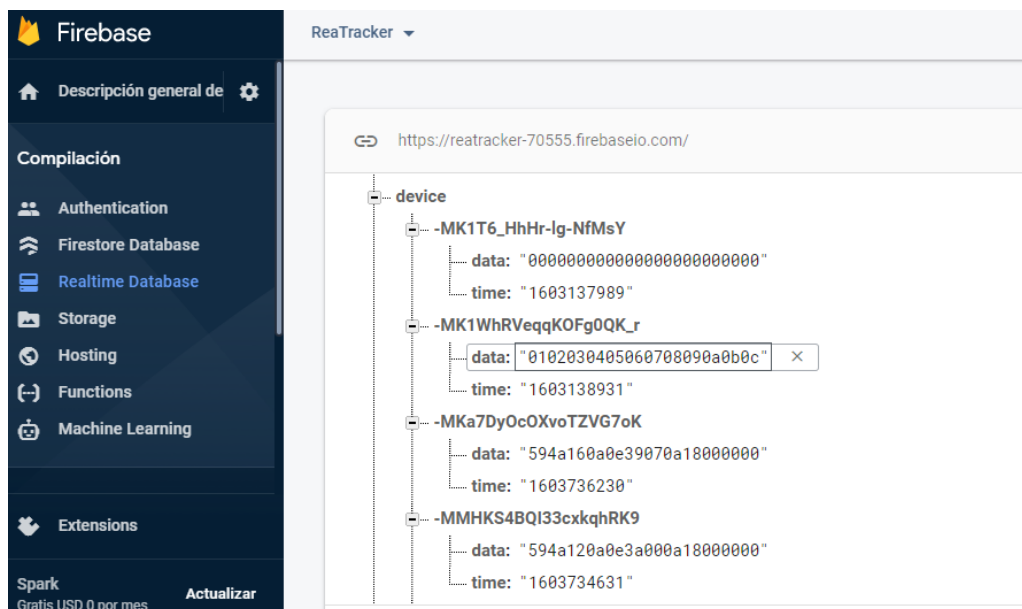 Firebase
ReaTracker
Descripción general de
https://reatracker-70555.firebaseio.com/
Compilación
Authentication
Firestore Database
Realtime Database
Storage
Hosting
Functions
Machine Learning
Extensions
Spark
Gratis USD 0 por mes
Actualizar
device
-MK1T6_HhHr-lg-NfMsY
data: "000000000000000000000000"
time: "1603137989"
-MK1WhRVeqqKOFg0QK_r
data: "0102030405060708090a0b0c"
time: "1603138931"
-MKa7DyOcOXvoTZVG7oK
data: "594a160a0e39070a18000000"
time: "1603736230"
-MMHKS4BQI33cxkqhRK9
data: "594a120a0e3a000a18000000"
time: "1603734631"